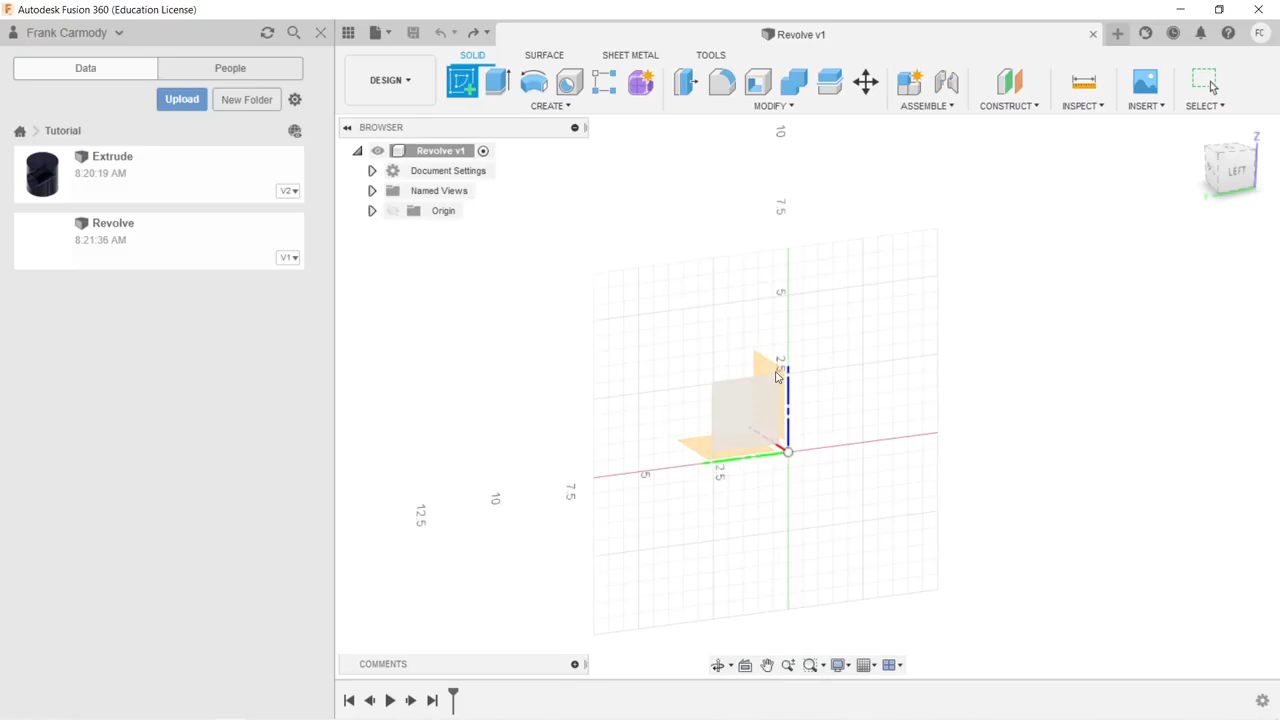 Autodesk Fusion 360 (Education License)
Frank Carmody
Revolve v1
FC
Data
People
Upload
New Folder
Tutorial
Extrude
8:20:19 AM
V2
Revolve
8:21:36 AM
V1
DESIGN
SOLID
SURFACE
SHEET METAL
TOOLS
CREATE
MODIFY
ASSEMBLE
CONSTRUCT
INSPECT
INSERT
SELECT
BROWSER
Revolve v1
Document Settings
Named Views
Origin
10
7.5
5
2.5
2.5
5
7.5
10
12.5
Z
LEFT
Y
COMMENTS